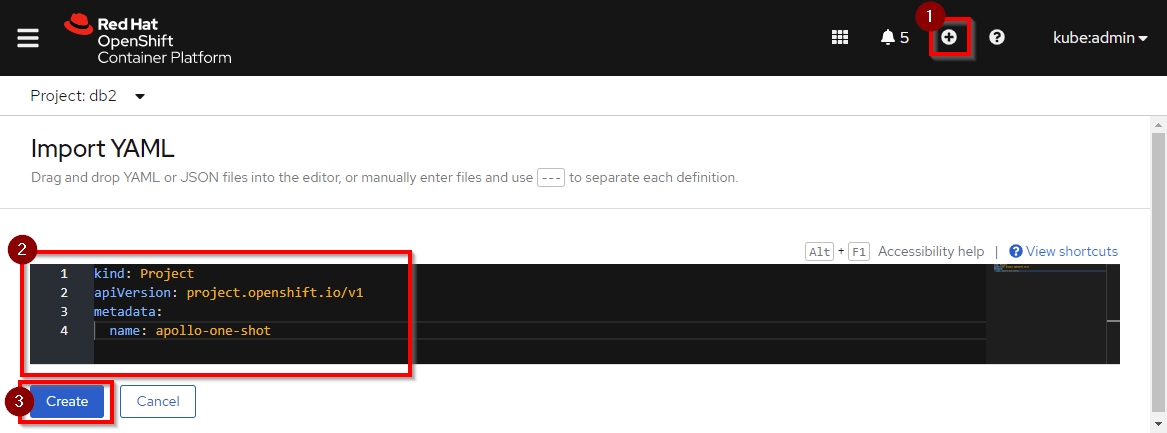 1
Red Hat
OpenShift
Container Platform
5
kube:admin
Project: db2
Import YAML
Drag and drop YAML or JSON files into the editor, or manually enter files and use --- to separate each definition.
2
Alt + F1 Accessibility help | View shortcuts
1 kind: Project
2 apiVersion: project.openshift.io/v1
3 metadata:
4 name: apollo-one-shot
3
Create
Cancel